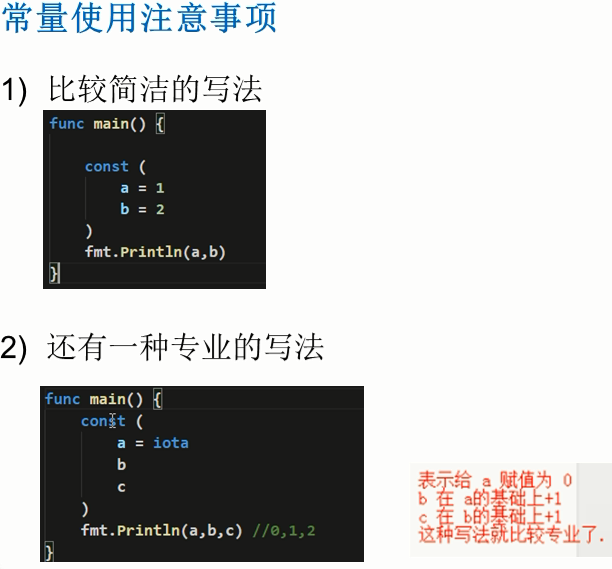 常量使用注意事项
1) 比较简洁的写法
func main() {
const (
a = 1
b = 2
)
fmt.Println(a,b)
}
2) 还有一种专业的写法
func main() {
const (
a = iota
b
c
)
fmt.Println(a,b,c) //0,1,2
}
表示给 a 赋值为 0
b 在 a的基础上+1
c 在 b的基础上+1
这种写法就比较专业了.